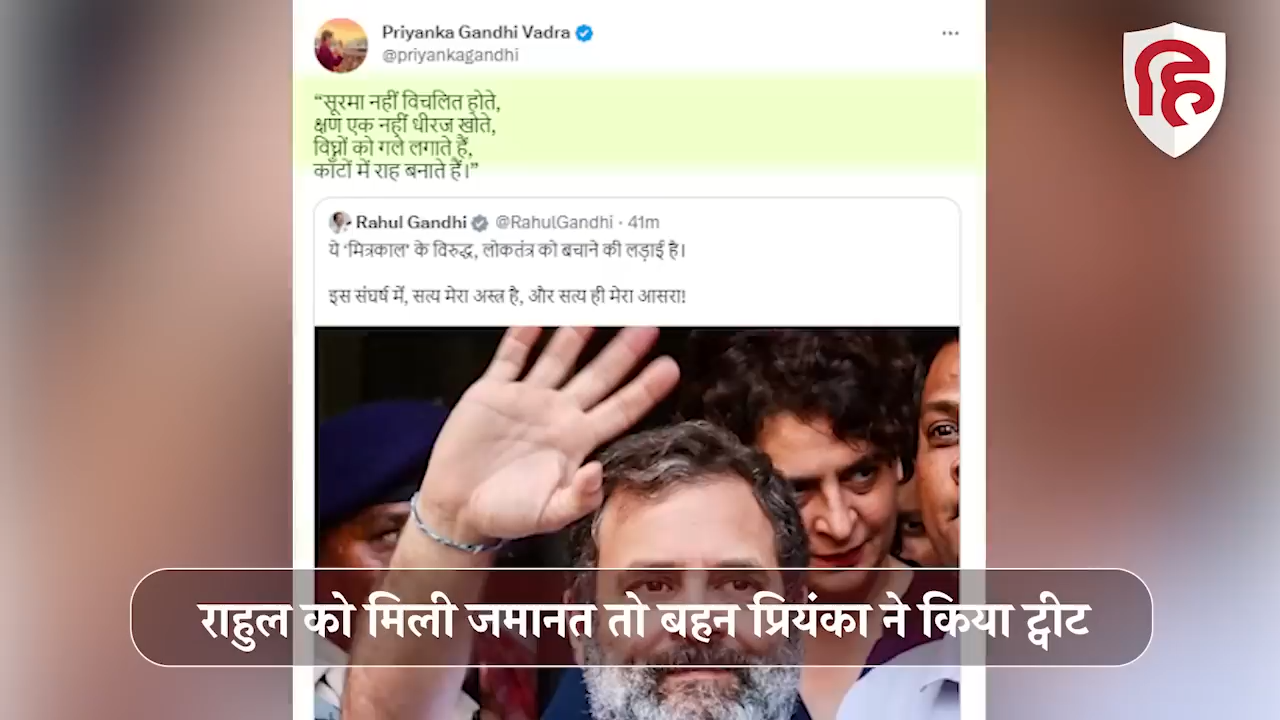 Priyanka Gandhi Vadra
@priyankagandhi
“सूरमा नहीं विचलित होते,
क्षण एक नहीं धीरज खोते,
विघ्नों को गले लगाते हैं,
काँटों में राह बनाते हैं।”
Rahul Gandhi @RahulGandhi · 41m
ये 'मित्रकाल' के विरुद्ध, लोकतंत्र को बचाने की लड़ाई है।
इस संघर्ष में, सत्य मेरा अस्त्र है, और सत्य ही मेरा आसरा!
राहुल को मिली जमानत तो बहन प्रियंका ने किया ट्वीट
हि